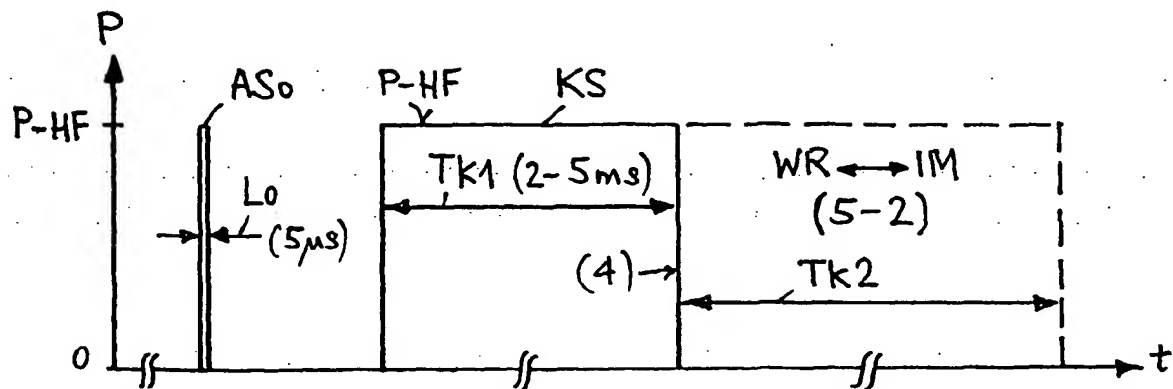 P
ASo
P-HF
P-HF
KS
Lo
(5µs)
TK1 (2-5ms)
WR ↔ IM
(5-2)
(4)→
TK2
0
t